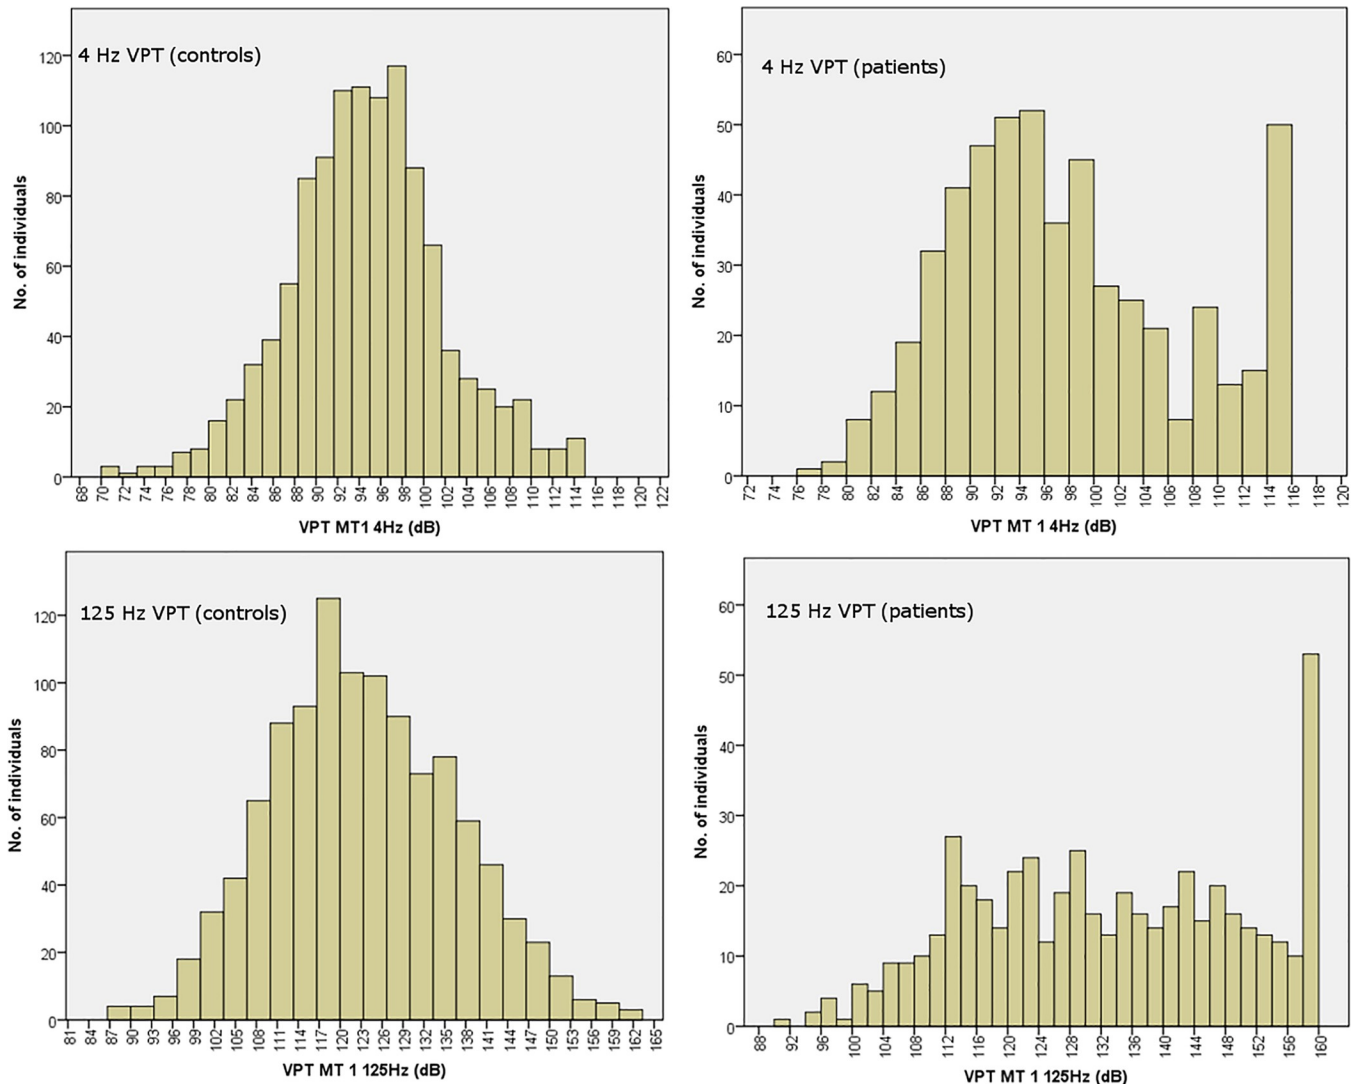 4 Hz VPT (controls)
No. of individuals
120
100
80
60
40
20
0
68 70 72 74 76 78 80 82 84 86 88 90 92 94 96 98 100 102 104 106 108 110 112 114 116 118 120 122
VPT MT1 4Hz (dB)
4 Hz VPT (patients)
No. of individuals
60
50
40
30
20
10
0
72 74 76 78 80 82 84 86 88 90 92 94 96 98 100 102 104 106 108 110 112 114 116 118 120
VPT MT 1 4Hz (dB)
125 Hz VPT (controls)
No. of individuals
120
100
80
60
40
20
0
81 84 87 90 93 96 99 102 105 108 111 114 117 120 123 126 129 132 135 138 141 144 147 150 153 156 159 162 165
VPT MT 1 125Hz (dB)
125 Hz VPT (patients)
No. of individuals
60
50
40
30
20
10
0
88 92 96 100 104 108 112 116 120 124 128 132 136 140 144 148 152 156 160
VPT MT 1 125Hz (dB)